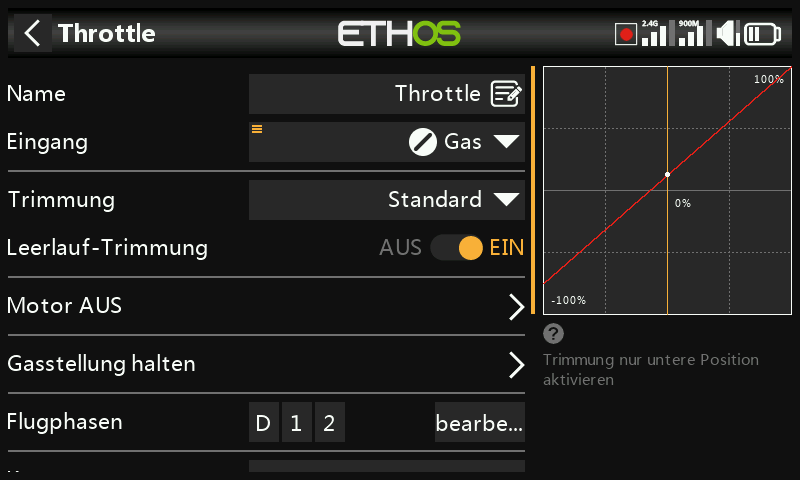 Throttle
ETHOS
2.4G
900M
Name
Throttle
Eingang
Gas
Trimmung
Standard
Leerlauf-Trimmung
AUS
EIN
Motor AUS
Gasstellung halten
Flugphasen
D
1
2
bearbe...
100%
0%
-100%
?
Trimmung nur untere Position
aktivieren